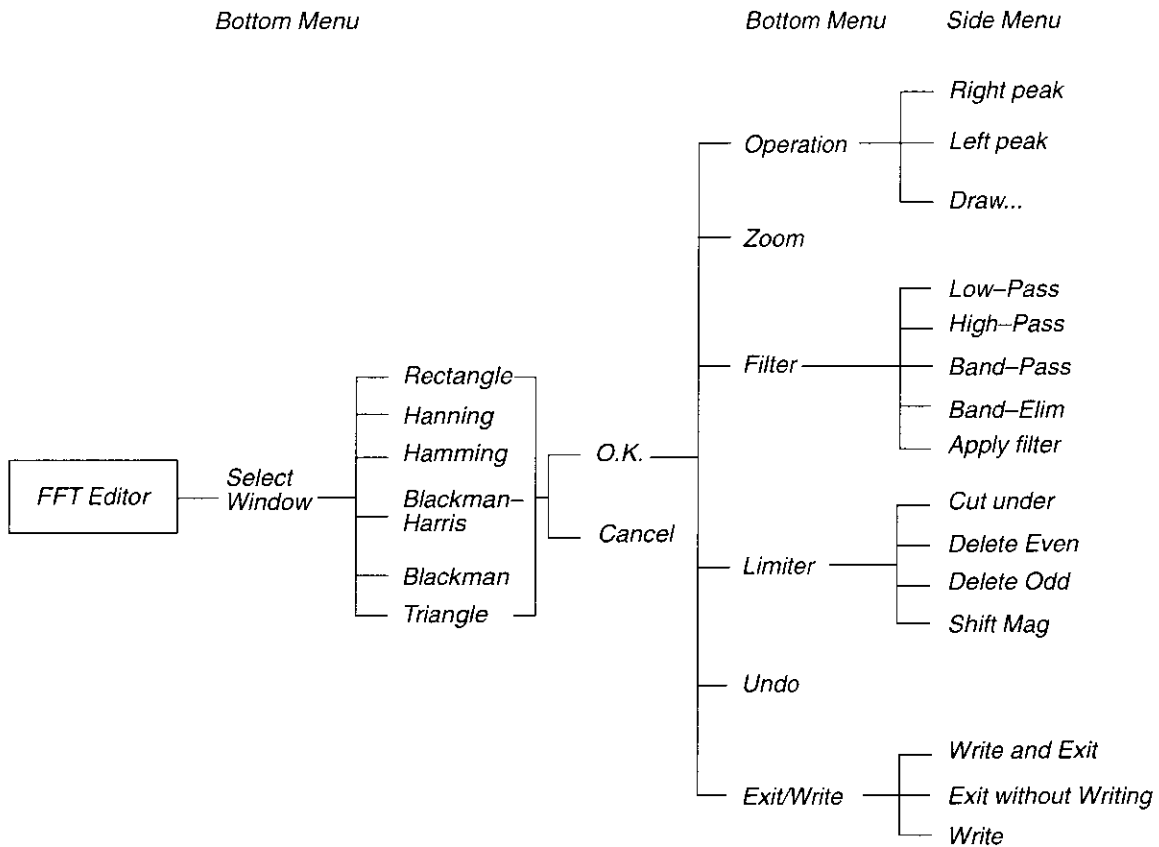 Bottom Menu
Bottom Menu
Side Menu
FFT Editor
Select
Window
Rectangle
Hanning
Hamming
Blackman–
Harris
Blackman
Triangle
O.K.
Cancel
Operation
Right peak
Left peak
Draw...
Zoom
Filter
Low–Pass
High–Pass
Band–Pass
Band–Elim
Apply filter
Limiter
Cut under
Delete Even
Delete Odd
Shift Mag
Undo
Exit/Write
Write and Exit
Exit without Writing
Write